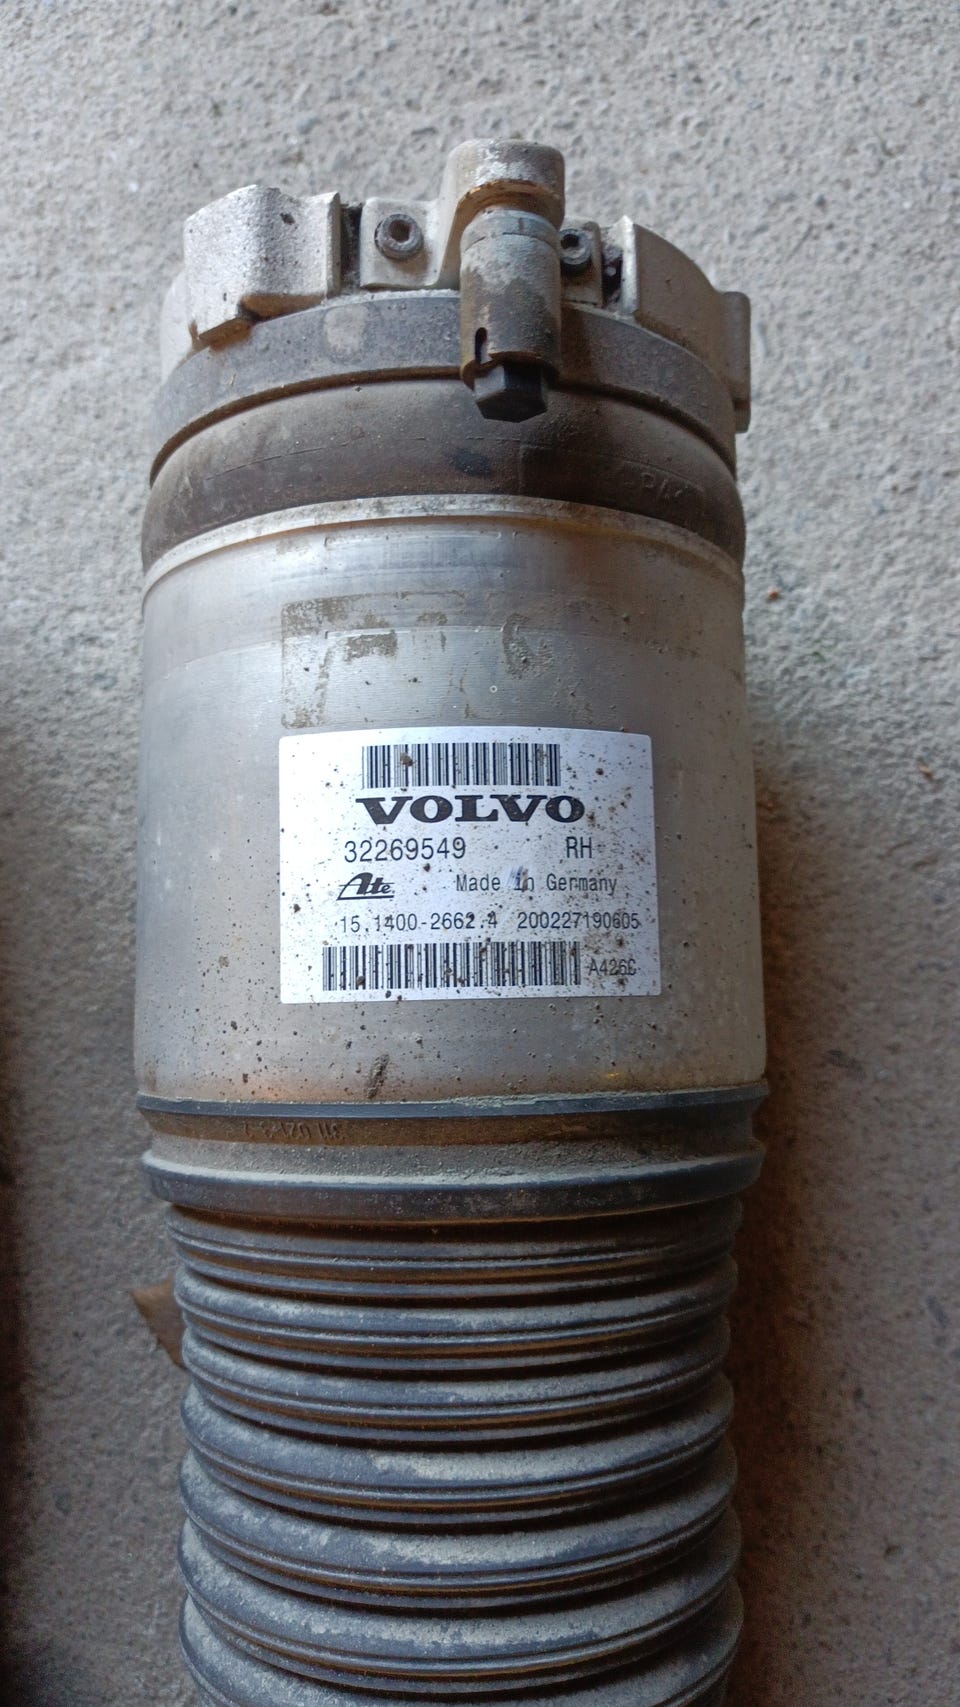 VOLVO
32269549 RH
Ate Made in Germany
15.1400-2662.4 200227190605
A426C